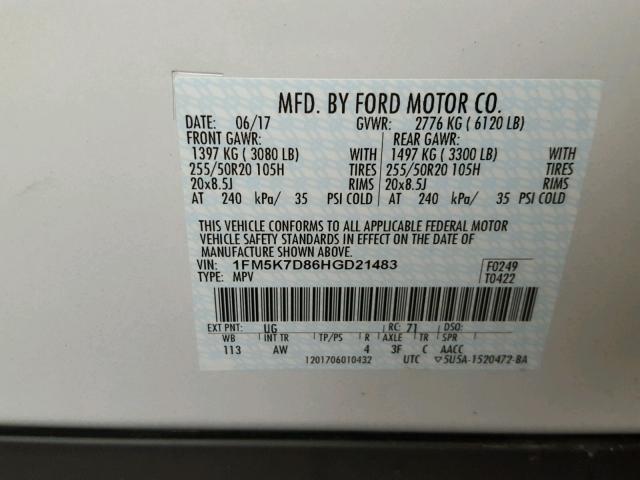 MFD. BY FORD MOTOR CO.
DATE: 06/17 GVWR: 2776 KG ( 6120 LB)
FRONT GAWR: REAR GAWR:
1397 KG ( 3080 LB) WITH 1497 KG ( 3300 LB) WITH
255/50R20 105H TIRES 255/50R20 105H TIRES
20x8.5J RIMS 20x8.5J RIMS
AT 240 kPa/ 35 PSI COLD AT 240 kPa/ 35 PSI COLD
THIS VEHICLE CONFORMS TO ALL APPLICABLE FEDERAL MOTOR
VEHICLE SAFETY STANDARDS IN EFFECT ON THE DATE OF
MANUFACTURE SHOWN ABOVE.
VIN: 1FM5K7D86HGD21483 F0249
TYPE: MPV T0422
EXT PNT: UG RC: 71 DSO:
WB INT TR TP/PS R AXLE TR SPR
113 AW 4 3F C AACC
1201706010432 UTC ▽5U5A-1520472-BA